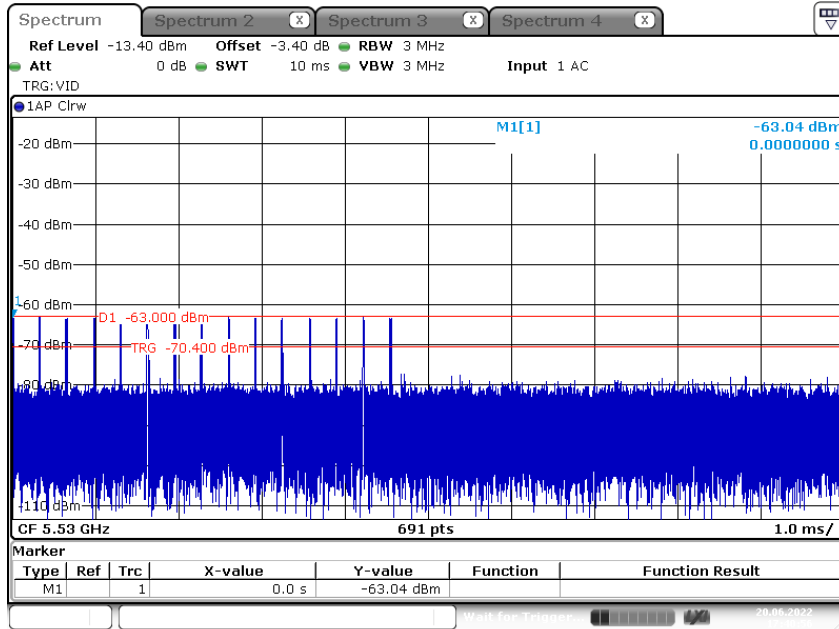 Spectrum Spectrum 2 X Spectrum 3 X Spectrum 4 X
Ref Level -13.40 dBm Offset -3.40 dB RBW 3 MHz
Att 0 dB SWT 10 ms VBW 3 MHz Input 1 AC
TRG:VID
1AP Clrw
M1[1] -63.04 dBm
0.0000000 s
-20 dBm
-30 dBm
-40 dBm
-50 dBm
1
-60 dBm
D1 -63.000 dBm
-70 dBm
TRG -70.400 dBm
-80 dBm
-110 dBm
CF 5.53 GHz 691 pts 1.0 ms/
Marker
Type Ref Trc X-value Y-value Function Function Result
M1 1 0.0 s -63.04 dBm
Wait for Trigger... 20.06.2022